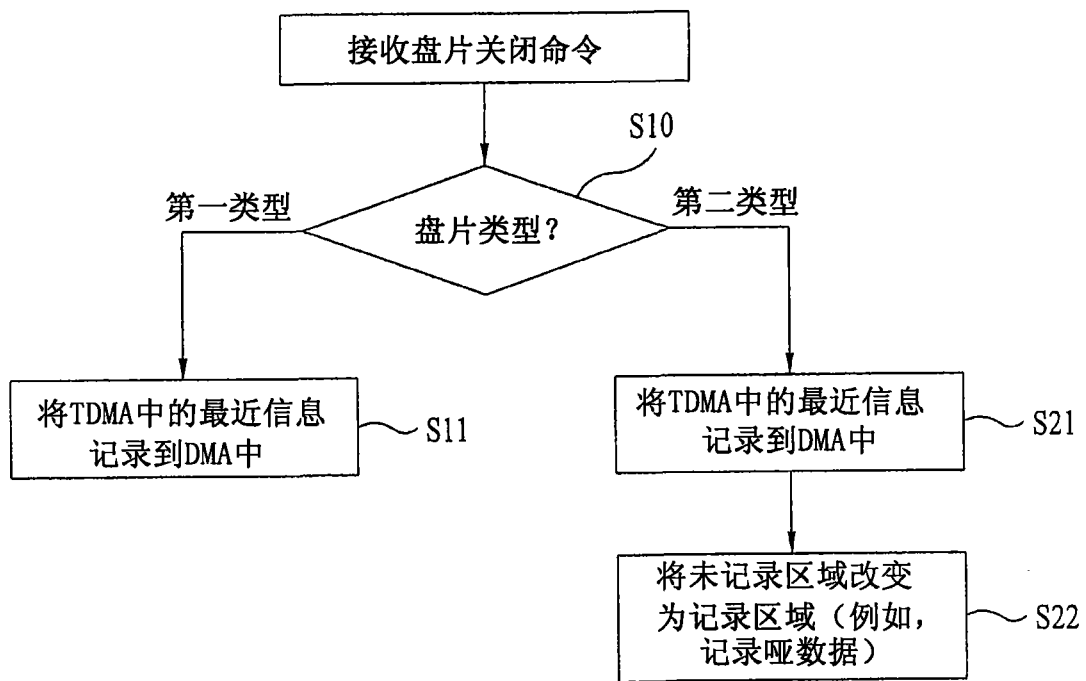 接收盘片关闭命令
S10
第一类型
第二类型
盘片类型？
将TDMA中的最近信息
记录到DMA中
S11
将TDMA中的最近信息
记录到DMA中
S21
将未记录区域改变
为记录区域（例如，
记录哑数据）
S22